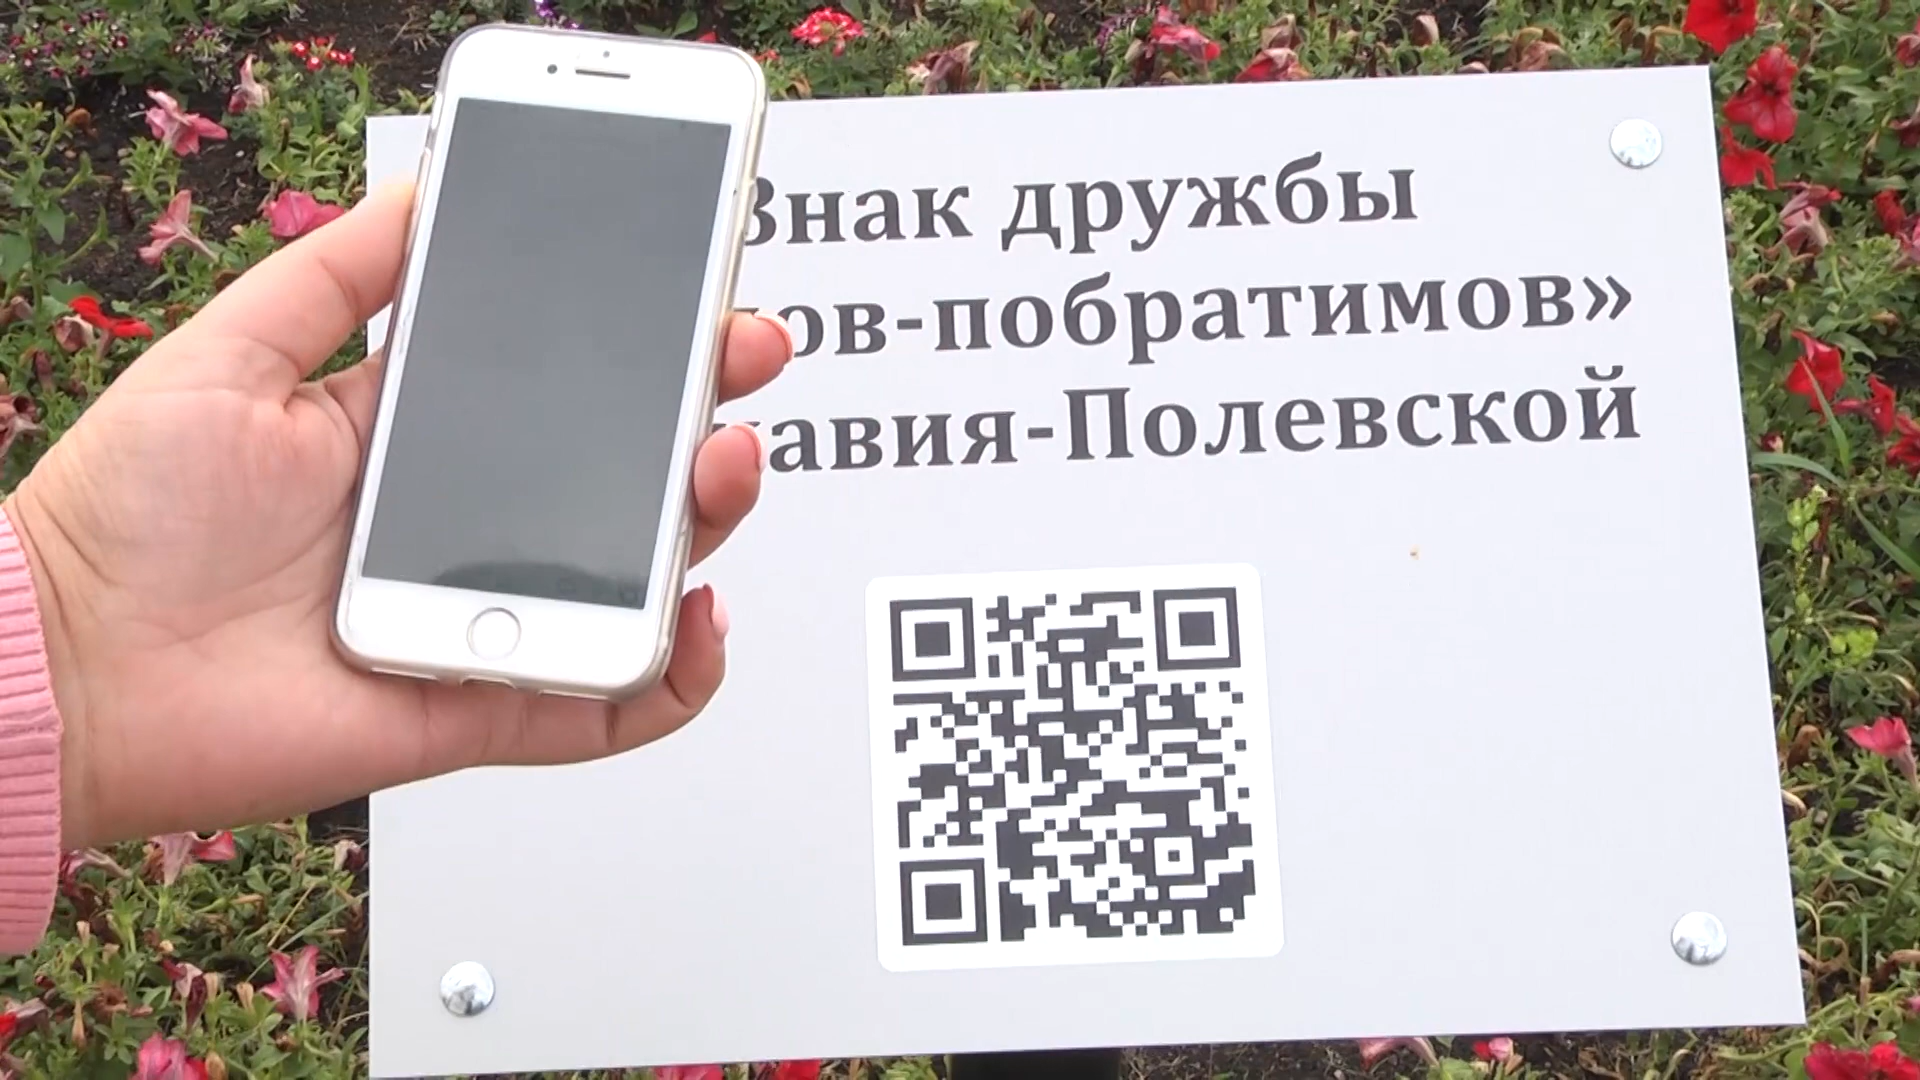 Знак дружбы
ов-побратимов»
авия-Полевской